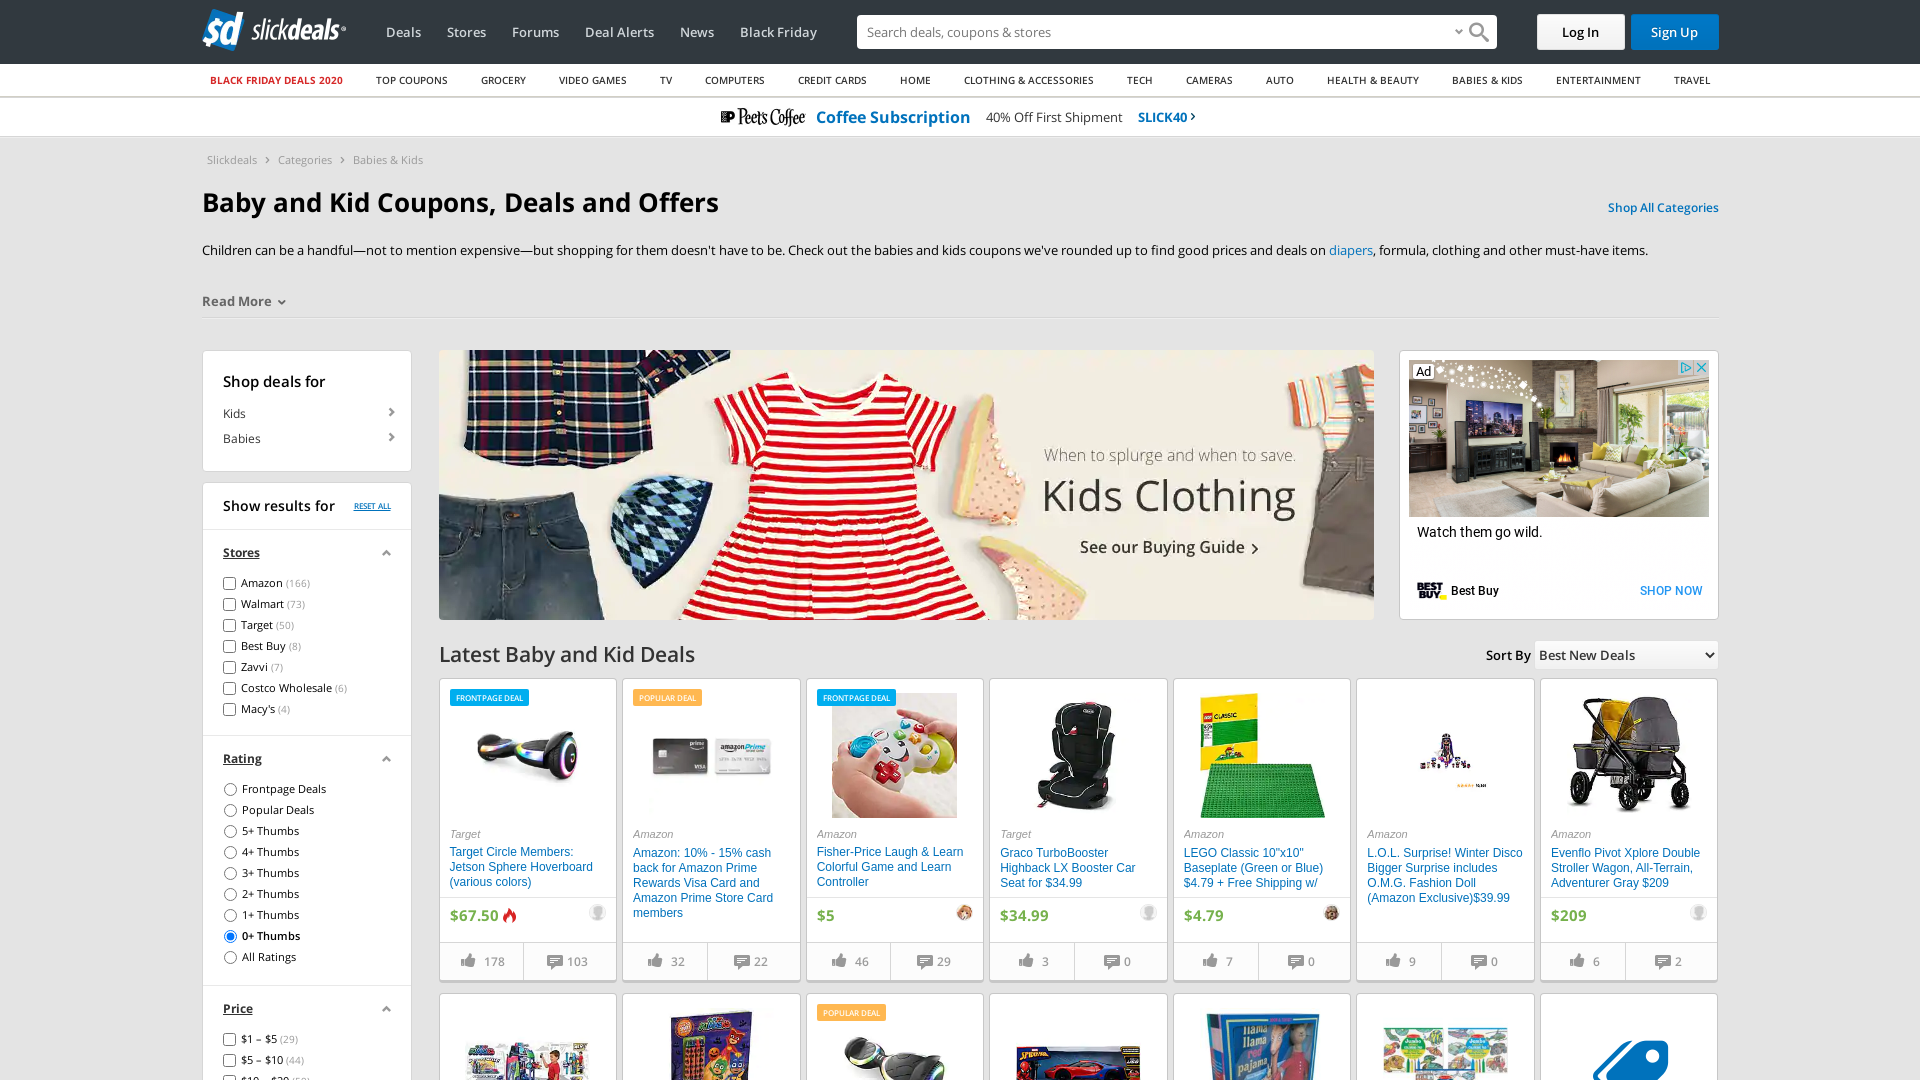 slickdeals
Deals
Stores
Forums
Deal Alerts
News
Black Friday
Search deals, coupons & stores
Log In
Sign Up
BLACK FRIDAY DEALS 2020
TOP COUPONS
GROCERY
VIDEO GAMES
TV
COMPUTERS
CREDIT CARDS
HOME
CLOTHING & ACCESSORIES
TECH
CAMERAS
AUTO
HEALTH & BEAUTY
BABIES & KIDS
ENTERTAINMENT
TRAVEL
Peet's Coffee Coffee Subscription 40% Off First Shipment SLICK40
Slickdeals > Categories > Babies & Kids
Baby and Kid Coupons, Deals and Offers
Shop All Categories
Children can be a handful—not to mention expensive—but shopping for them doesn't have to be. Check out the babies and kids coupons we've rounded up to find good prices and deals on diapers, formula, clothing and other must-have items.
Read More
Shop deals for
Kids
Babies
Show results for RESET ALL
Stores
Amazon (166)
Walmart (73)
Target (50)
Best Buy (8)
Zavvi (7)
Costco Wholesale (6)
Macy's (4)
Rating
Frontpage Deals
Popular Deals
5+ Thumbs
4+ Thumbs
3+ Thumbs
2+ Thumbs
1+ Thumbs
0+ Thumbs
All Ratings
Price
$1 – $5 (29)
$5 – $10 (44)
When to splurge and when to save.
Kids Clothing
See our Buying Guide
Ad
Watch them go wild.
BEST BUY Best Buy
SHOP NOW
Latest Baby and Kid Deals
Sort By Best New Deals
FRONTPAGE DEAL
Target
Target Circle Members:
Jetson Sphere Hoverboard
(various colors)
$67.50
178 103
POPULAR DEAL
Amazon
Amazon: 10% - 15% cash
back for Amazon Prime
Rewards Visa Card and
Amazon Prime Store Card
members
32 22
FRONTPAGE DEAL
Amazon
Fisher-Price Laugh & Learn
Colorful Game and Learn
Controller
$5
46 29
Target
Graco TurboBooster
Highback LX Booster Car
Seat for $34.99
$34.99
3 0
CLASSIC
Amazon
LEGO Classic 10"x10"
Baseplate (Green or Blue)
$4.79 + Free Shipping w/
$4.79
7 0
Amazon
L.O.L. Surprise! Winter Disco
Bigger Surprise includes
O.M.G. Fashion Doll
(Amazon Exclusive)$39.99
9 0
Amazon
Evenflo Pivot Xplore Double
Stroller Wagon, All-Terrain,
Adventurer Gray $209
$209
6 2
POPULAR DEAL
llama
llama
red
pajama